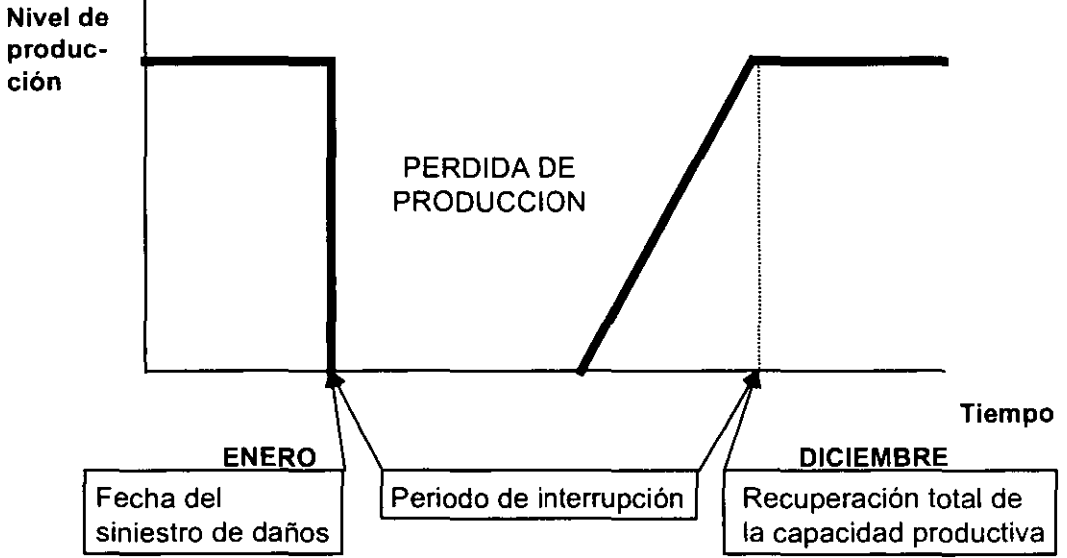 Nivel de
produc-
ción
PERDIDA DE
PRODUCCION
Tiempo
ENERO
DICIEMBRE
Fecha del
siniestro de daños
Periodo de interrupción
Recuperación total de
la capacidad productiva